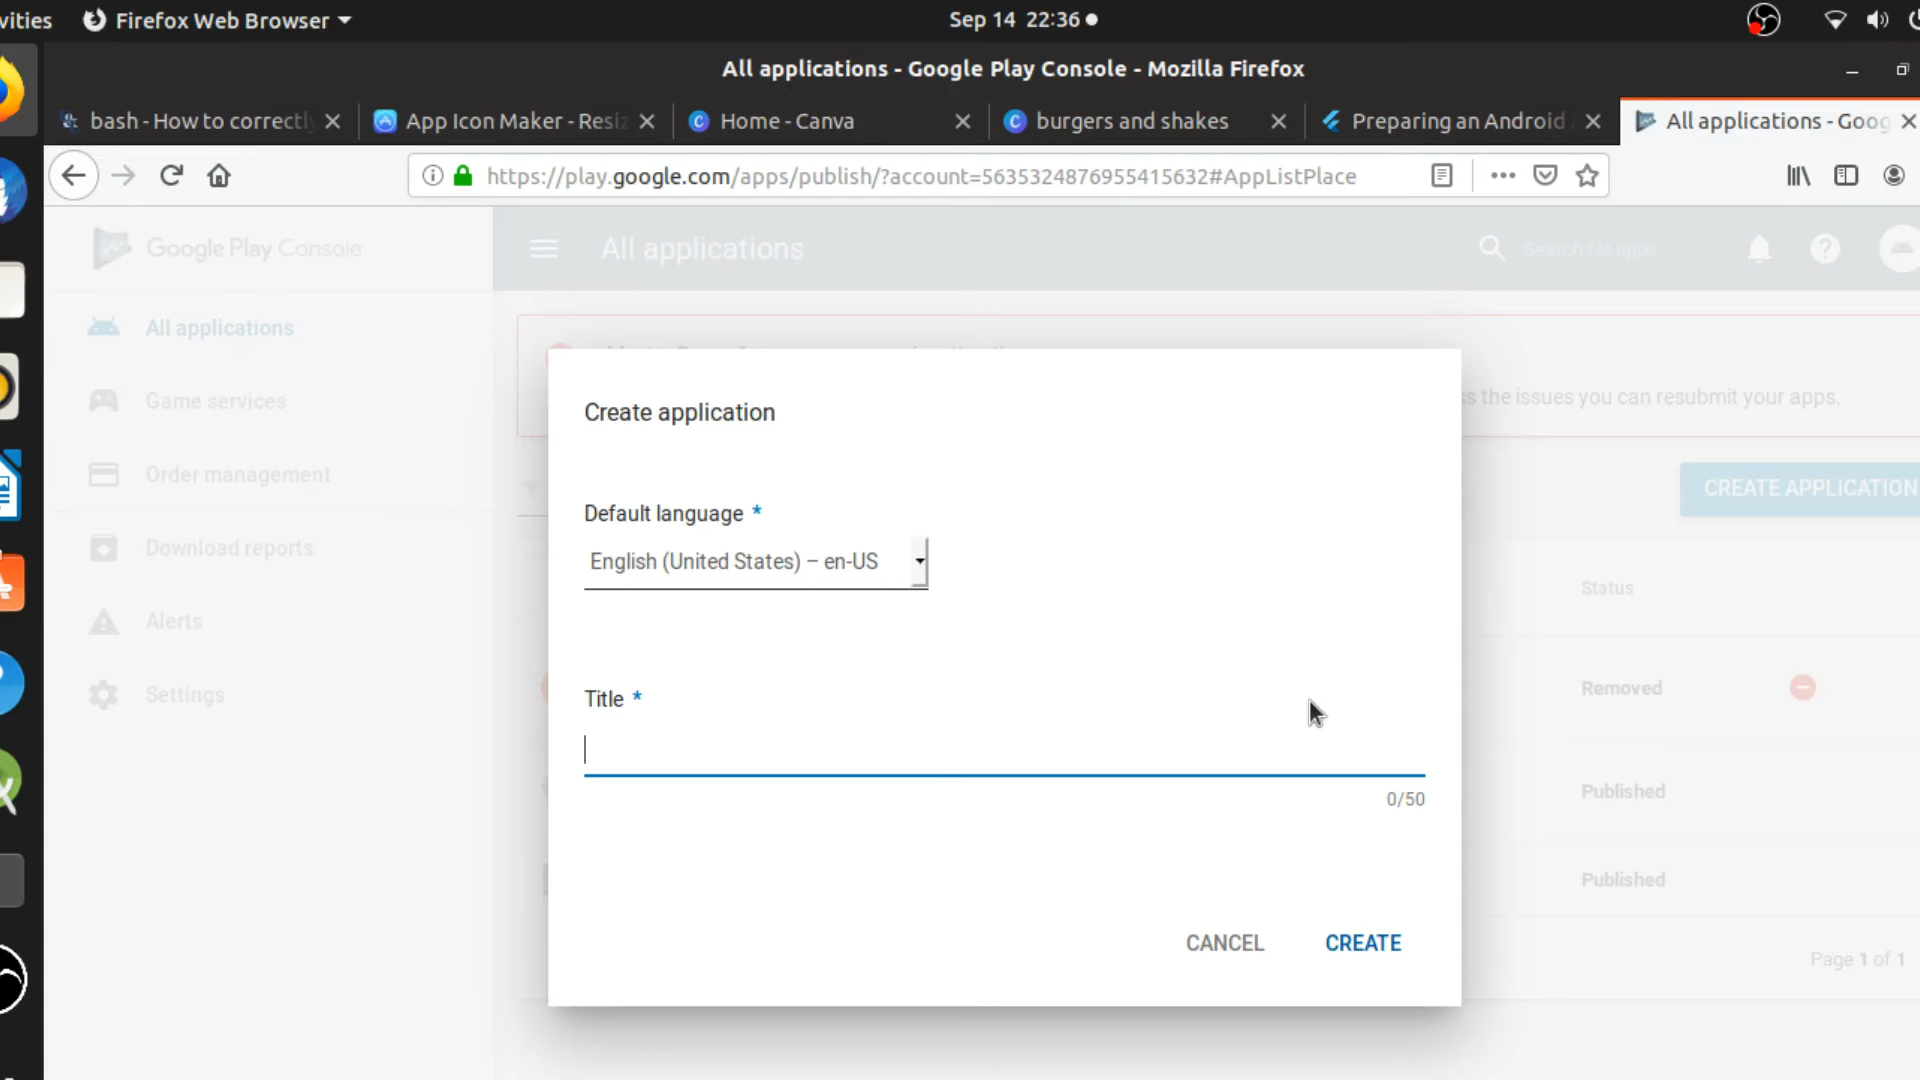 vities Firefox Web Browser Sep 14 22:36
All applications - Google Play Console - Mozilla Firefox
bash - How to correctl App Icon Maker - Resiz Home - Canva burgers and shakes Preparing an Android All applications - Goog
https://play.google.com/apps/publish/?account=5635324876955415632#AppListPlace
Google Play Console All applications Search for apps
All applications
s the issues you can resubmit your apps.
Game services
Create application
Order management
CREATE APPLICATION
Default language *
Download reports
English (United States) – en-US
Status
Alerts
Settings
Title *
Removed
Published
0/50
Published
CANCEL CREATE
Page 1 of 1